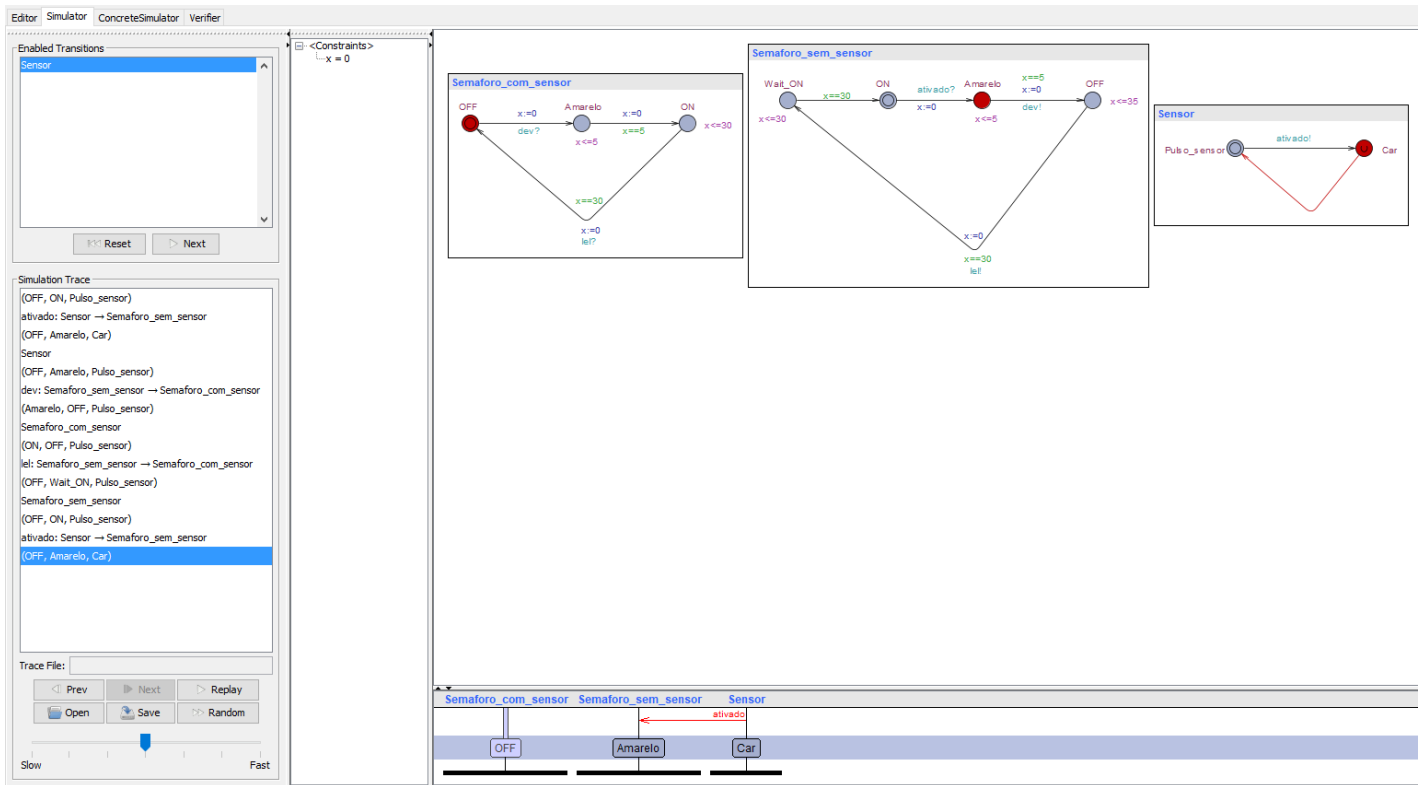 Editor Simulator ConcreteSimulator Verifier
Enabled Transitions
Sensor
Reset Next
Simulation Trace
(OFF, ON, Pulso_sensor)
ativado: Sensor → Semaforo_sem_sensor
(OFF, Amarelo, Car)
Sensor
(OFF, Amarelo, Pulso_sensor)
dev: Semaforo_sem_sensor → Semaforo_com_sensor
(Amarelo, OFF, Pulso_sensor)
Semaforo_com_sensor
(ON, OFF, Pulso_sensor)
lel: Semaforo_sem_sensor → Semaforo_com_sensor
(OFF, Wait_ON, Pulso_sensor)
Semaforo_sem_sensor
(OFF, ON, Pulso_sensor)
ativado: Sensor → Semaforo_sem_sensor
(OFF, Amarelo, Car)
Trace File:
Prev Next Replay
Open Save Random
Slow Fast
<Constraints>
x = 0
Semaforo_com_sensor
OFF Amarelo ON
x:=0 x:=0
dev? x==5
x<=30
x<=5
x==30
x:=0
lel?
Semaforo_sem_sensor
Wait_ON ON Amarelo OFF
x==5
x:=0
ativado?
x==30
x:=0 dev!
x<=35
x<=30 x<=5
x:=0
x==30
lel!
Sensor
ativado!
Pulso_sensor Car
Semaforo_com_sensor Semaforo_sem_sensor Sensor
ativado
OFF Amarelo Car